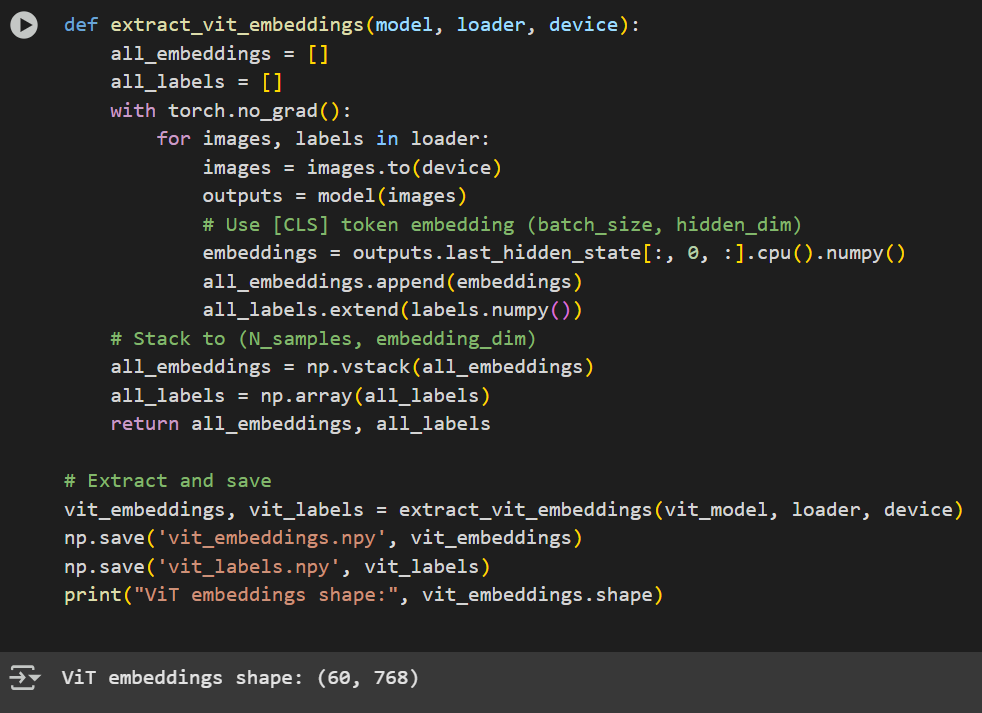 def extract_vit_embeddings(model, loader, device):
    all_embeddings = []
    all_labels = []
    with torch.no_grad():
        for images, labels in loader:
            images = images.to(device)
            outputs = model(images)
            # Use [CLS] token embedding (batch_size, hidden_dim)
            embeddings = outputs.last_hidden_state[:, 0, :].cpu().numpy()
            all_embeddings.append(embeddings)
            all_labels.extend(labels.numpy())
    # Stack to (N_samples, embedding_dim)
    all_embeddings = np.vstack(all_embeddings)
    all_labels = np.array(all_labels)
    return all_embeddings, all_labels

# Extract and save
vit_embeddings, vit_labels = extract_vit_embeddings(vit_model, loader, device)
np.save('vit_embeddings.npy', vit_embeddings)
np.save('vit_labels.npy', vit_labels)
print("ViT embeddings shape:", vit_embeddings.shape)
ViT embeddings shape: (60, 768)